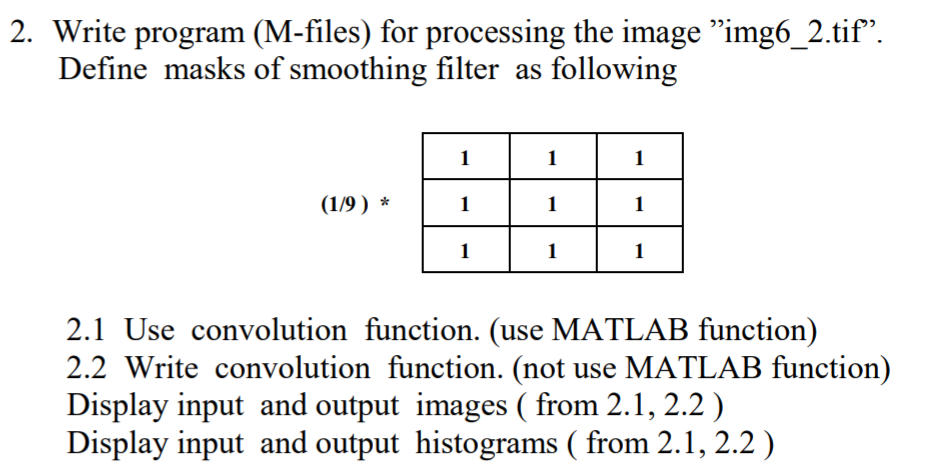 2. Write program (M-files) for processing the image ”img6_2.tif”.
Define masks of smoothing filter as following
1 1 1
(1/9 ) * 1 1 1
1 1 1
2.1 Use convolution function. (use MATLAB function)
2.2 Write convolution function. (not use MATLAB function)
Display input and output images ( from 2.1, 2.2 )
Display input and output histograms ( from 2.1, 2.2 )